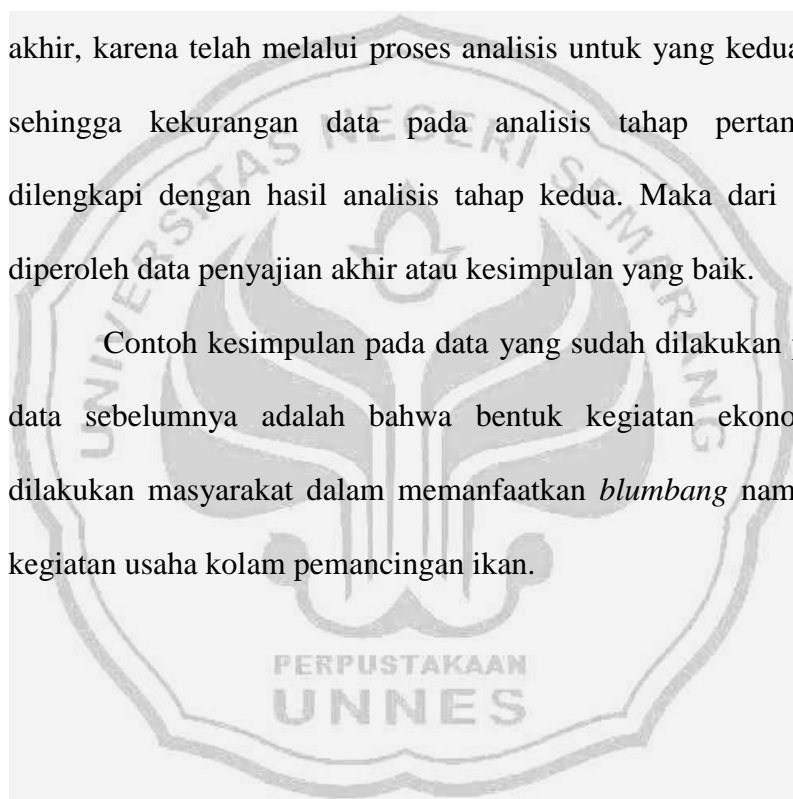 akhir, karena telah melalui proses analisis untuk yang kedua
sehingga kekurangan data pada analisis tahap pertan
dilengkapi dengan hasil analisis tahap kedua. Maka dari
diperoleh data penyajian akhir atau kesimpulan yang baik.
Contoh kesimpulan pada data yang sudah dilakukan
data sebelumnya adalah bahwa bentuk kegiatan ekono
dilakukan masyarakat dalam memanfaatkan blumbang nam
kegiatan usaha kolam pemancingan ikan.
UNIVERSITAS NEGERI SEMARANG
PERPUSTAKAAN
UNNES